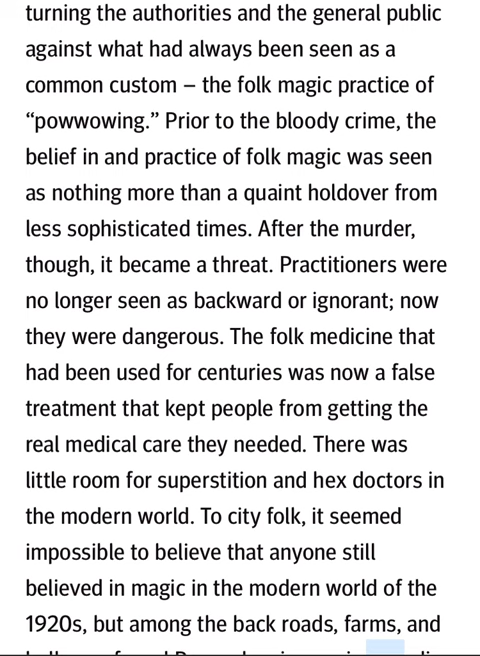 turning the authorities and the general public
against what had always been seen as a
common custom – the folk magic practice of
“powwowing.” Prior to the bloody crime, the
belief in and practice of folk magic was seen
as nothing more than a quaint holdover from
less sophisticated times. After the murder,
though, it became a threat. Practitioners were
no longer seen as backward or ignorant; now
they were dangerous. The folk medicine that
had been used for centuries was now a false
treatment that kept people from getting the
real medical care they needed. There was
little room for superstition and hex doctors in
the modern world. To city folk, it seemed
impossible to believe that anyone still
believed in magic in the modern world of the
1920s, but among the back roads, farms, and